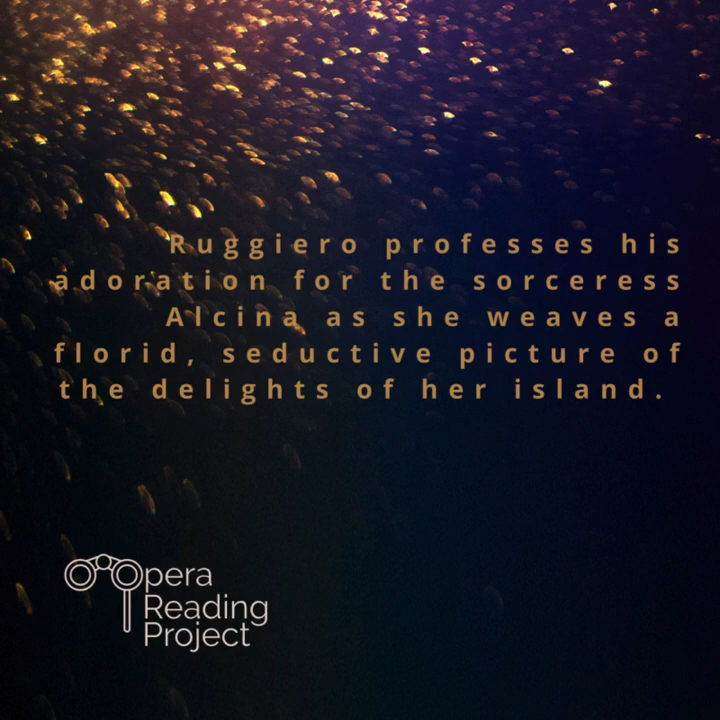 Ruggiero professes his
adoration for the sorceress
Alcina as she weaves a
florid, seductive picture of
the delights of her island.
Opera
Reading
Project